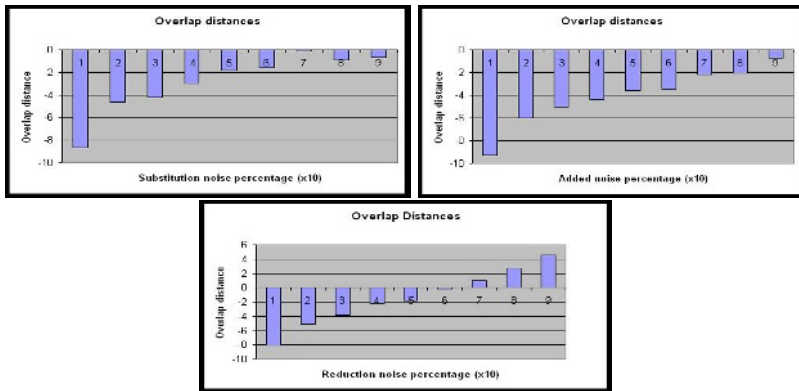 Overlap distances
0
2
-4
-6
-8
-10
1 2 3 4 5 6 7 8 9
Overlap distance
Substitution noise percentage (x10)
Overlap distances
0
2
-4
-6
-10
1 2 3 4 5 6 7 8 9
Overlap distance
Added noise percentage (x10)
Overlap Distances
6
4
2
0
-2
-4
-6
-10
1 2 3 4 5 6 7 8 9
Overlap distance
Reduction noise percentage (x10)